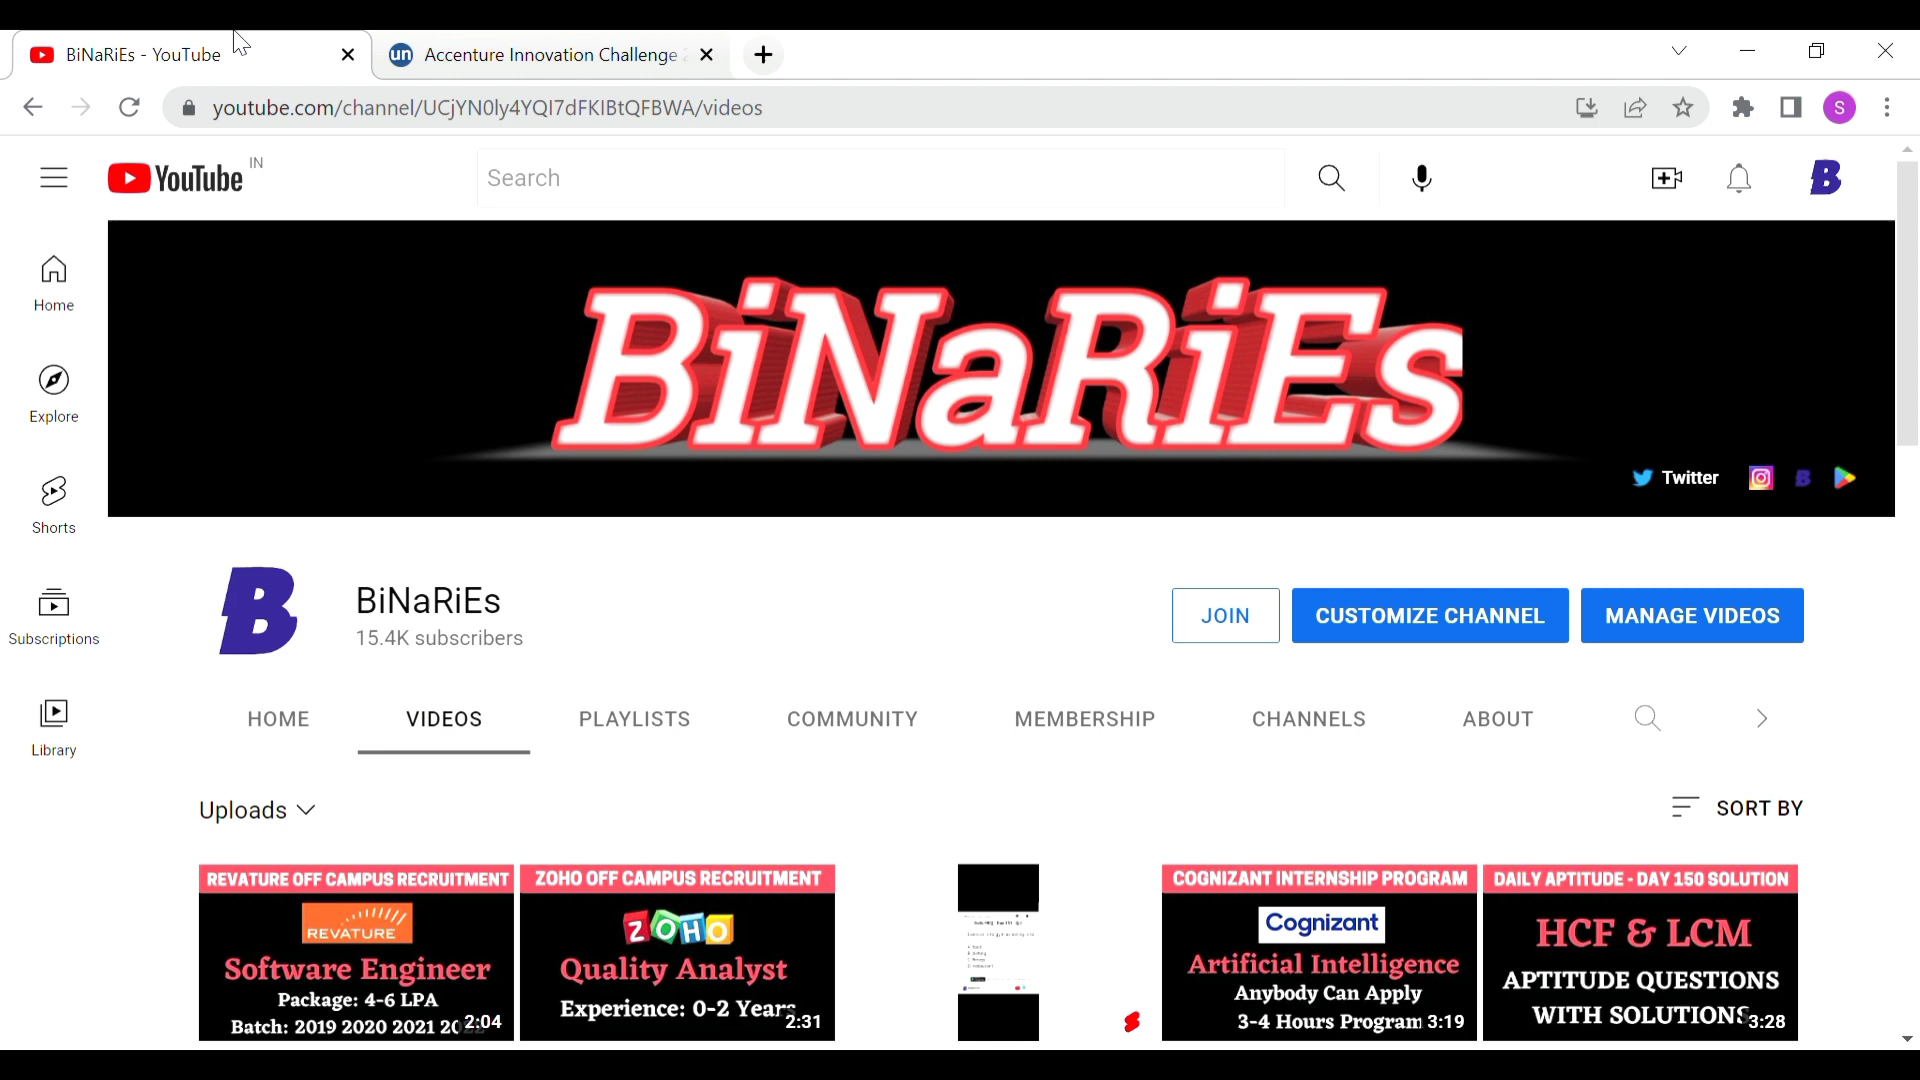 BiNaRiEs - YouTube
un Accenture Innovation Challenge
youtube.com/channel/UCjYN0ly4YQI7dFKIBtQFBWA/videos
S
YouTube IN
Search
B
Home
Explore
Shorts
Subscriptions
Library
BiNaRiEs
Twitter
B
B
BiNaRiEs
15.4K subscribers
JOIN
CUSTOMIZE CHANNEL
MANAGE VIDEOS
HOME
VIDEOS
PLAYLISTS
COMMUNITY
MEMBERSHIP
CHANNELS
ABOUT
Uploads
SORT BY
REVATURE OFF CAMPUS RECRUITMENT
REVATURE
Software Engineer
Package: 4-6 LPA
Batch: 2019 2020 2021
2:04
ZOHO OFF CAMPUS RECRUITMENT
ZOHO
Quality Analyst
Experience: 0-2 Years
2:31
COGNIZANT INTERNSHIP PROGRAM
Cognizant
Artificial Intelligence
Anybody Can Apply
3-4 Hours Program
3:19
DAILY APTITUDE - DAY 150 SOLUTION
HCF & LCM
APTITUDE QUESTIONS
WITH SOLUTIONS
3:28